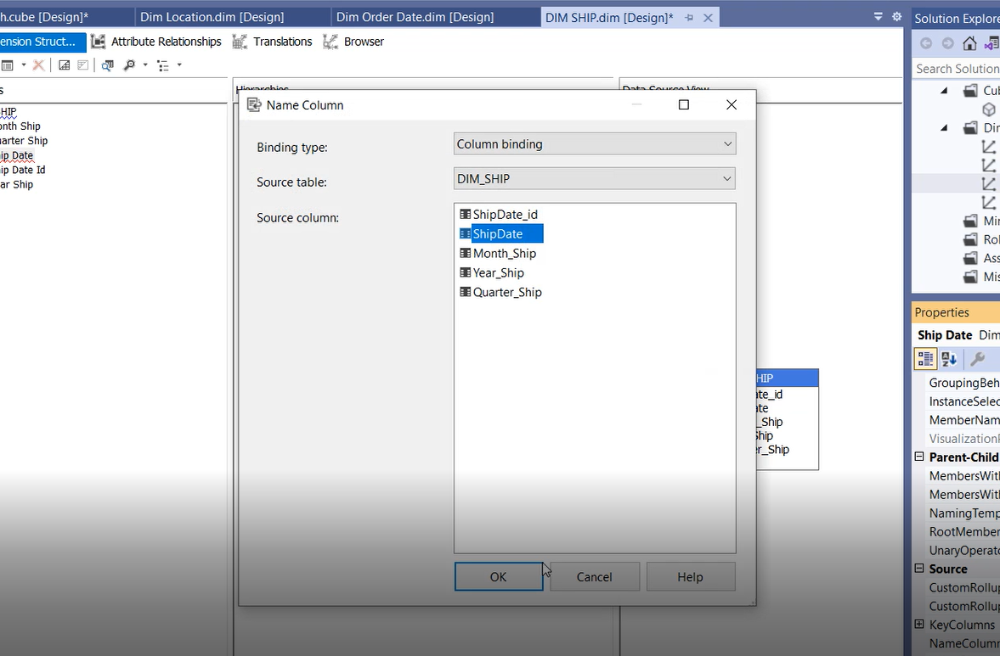 h.cube [Design]*
Dim Location.dim [Design]
Dim Order Date.dim [Design]
DIM SHIP.dim [Design]*
Solution Explore
ension Struct...
Attribute Relationships
Translations
Browser
Search Solution
s
Hierarchies
Data Source View
HIP
onth Ship
uarter Ship
ip Date
ip Date Id
ar Ship
Name Column
Binding type:
Column binding
Source table:
DIM_SHIP
Source column:
ShipDate_id
ShipDate
Month_Ship
Year_Ship
Quarter_Ship
OK
Cancel
Help
HIP
ate_id
ate
_Ship
Ship
er_Ship
Cub
Dim
Min
Rol
Ass
Mis
Properties
Ship Date Dim
GroupingBeh
InstanceSelec
MemberNam
Visualization
Parent-Child
MembersWith
MembersWith
NamingTemp
RootMember
UnaryOperato
Source
CustomRollup
CustomRollup
KeyColumns
NameColumn